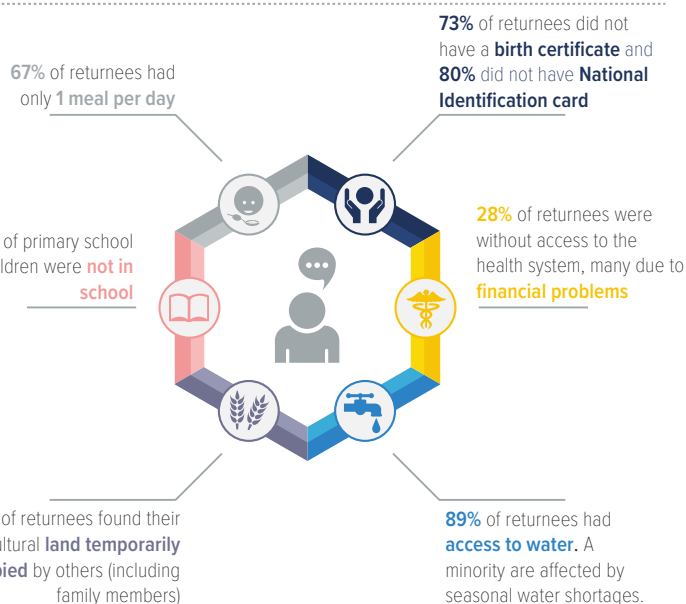 73% of returnees did not
have a birth certificate and
80% did not have National
Identification card
67% of returnees had
only 1 meal per day
28% of returnees were
without access to the
health system, many due to
financial problems
of primary school
ldren were not in
school
of returnees found their
ultural land temporarily
pied by others (including
family members)
89% of returnees had
access to water. A
minority are affected by
seasonal water shortages.